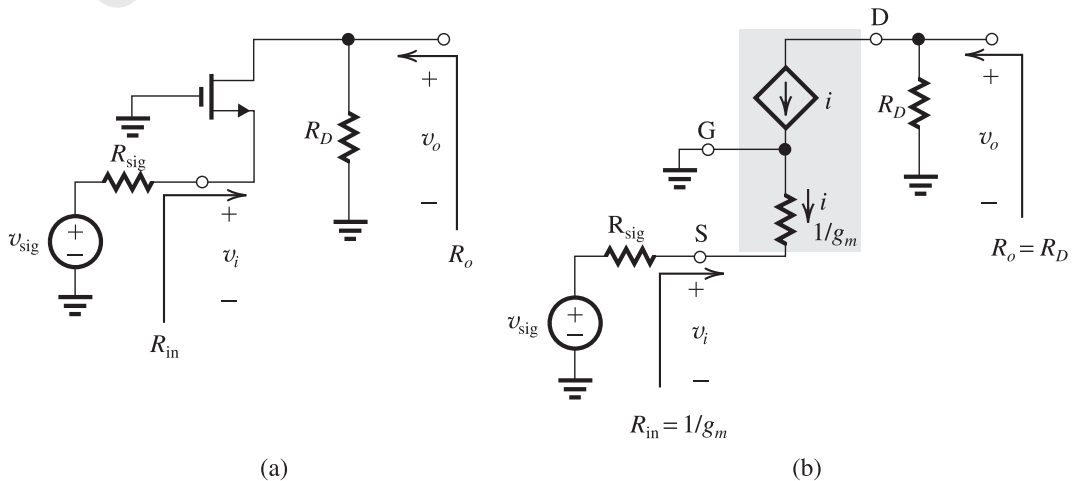 R_D
+
v_o
−
R_o
R_sig
v_sig
+
−
+
v_i
−
R_in
(a)
D
i
G
R_D
+
v_o
−
R_o = R_D
i
1/g_m
R_sig
S
v_sig
+
−
+
v_i
−
R_in = 1/g_m
(b)